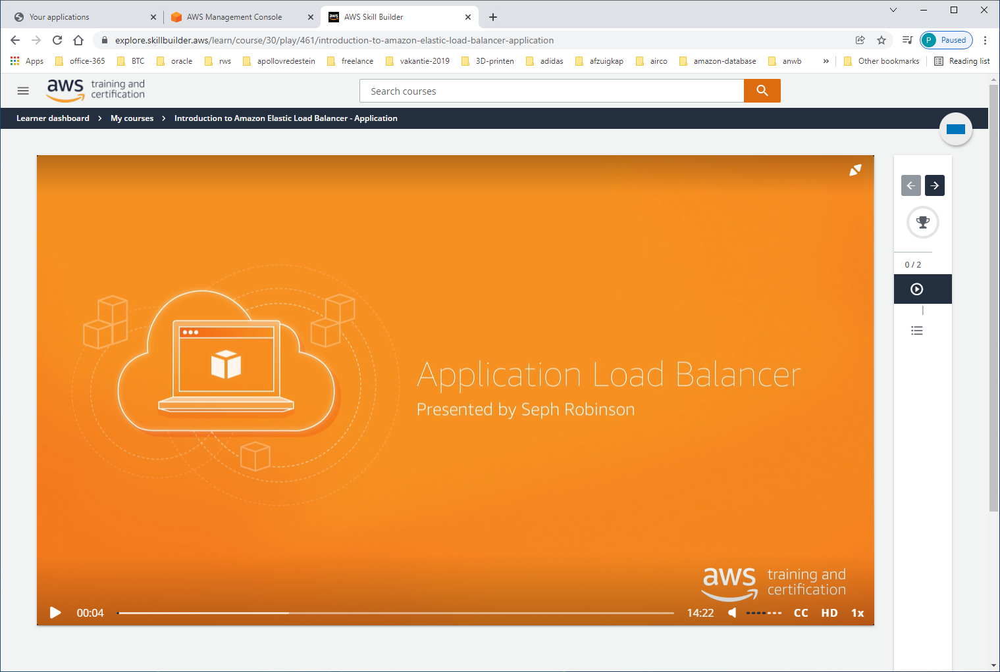 Your applications
AWS Management Console
AWS Skill Builder
explore.skillbuilder.aws/learn/course/30/play/461/introduction-to-amazon-elastic-load-balancer-application
P Paused
Apps office-365 BTC oracle rws apollovredestein freelance vakantie-2019 3D-printen adidas afzuigkap airco amazon-database anwb » Other bookmarks Reading list
aws training and
certification
Search courses
Learner dashboard > My courses > Introduction to Amazon Elastic Load Balancer - Application
0 / 2
Application Load Balancer
Presented by Seph Robinson
aws training and
certification
00:04 14:22 CC HD 1x